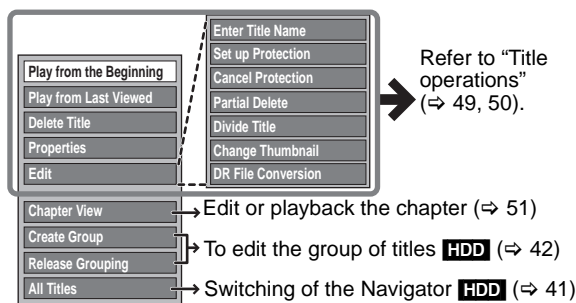 Play from the Beginning
Play from Last Viewed
Delete Title
Properties
Edit
Enter Title Name
Set up Protection
Cancel Protection
Partial Delete
Divide Title
Change Thumbnail
DR File Conversion
Refer to “Title
operations”
(⇨ 49, 50).
Chapter View
Create Group
Release Grouping
All Titles
Edit or playback the chapter (⇨ 51)
To edit the group of titles HDD (⇨ 42)
Switching of the Navigator HDD (⇨ 41)